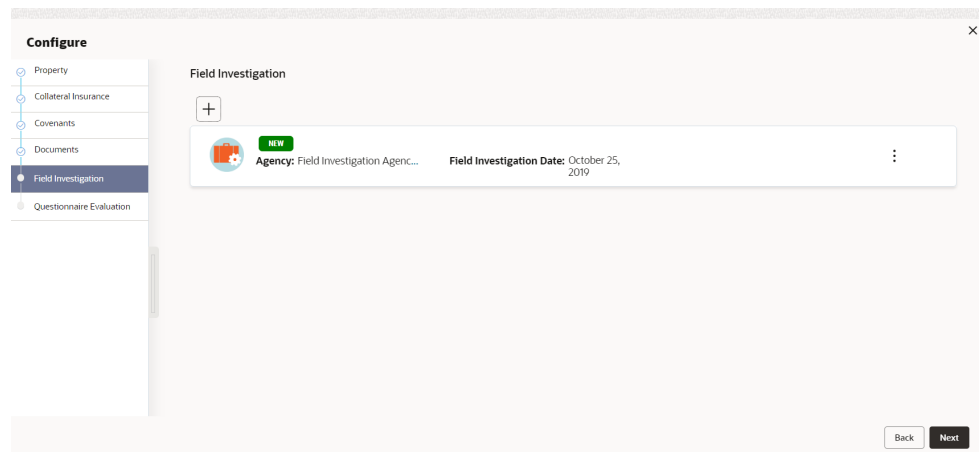 Configure
Property
Collateral Insurance
Covenants
Documents
Field Investigation
Questionnaire Evaluation
Field Investigation
NEW
Agency: Field Investigation Agenc...
Field Investigation Date: October 25,
2019
Back
Next